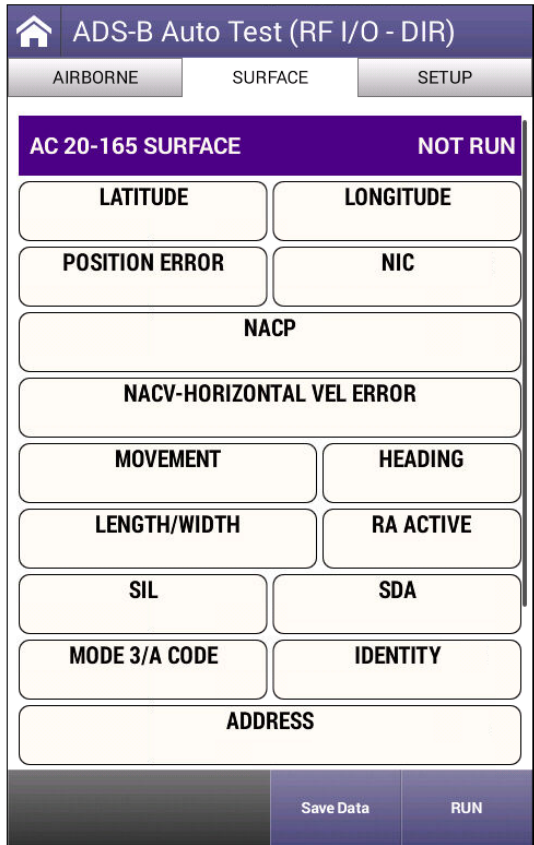 ADS-B Auto Test (RF I/O - DIR)
AIRBORNE SURFACE SETUP
AC 20-165 SURFACE NOT RUN
LATITUDE LONGITUDE
POSITION ERROR NIC
NACP
NACV-HORIZONTAL VEL ERROR
MOVEMENT HEADING
LENGTH/WIDTH RA ACTIVE
SIL SDA
MODE 3/A CODE IDENTITY
ADDRESS
Save Data RUN